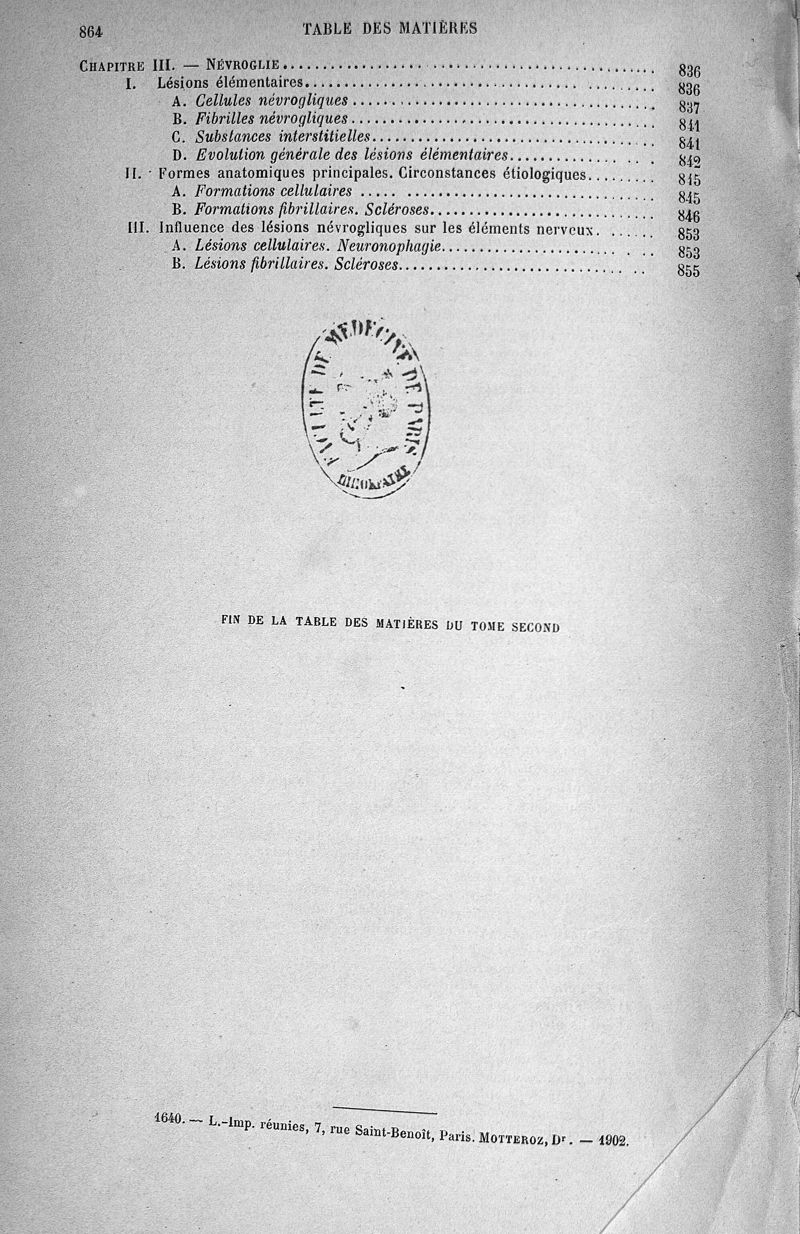 864 TABLE DES MATIÈRES
CHAPITRE III. — NÉVROGLIE........ 836
I. Lésions élémentaires........ 836
A. Cellules névrogliques........ 837
B. Fibrilles névrogliques........ 841
C. Substances interstitielles........ 841
D. Evolution générale des lésions élémentaires........ 842
II. Formes anatomiques principales. Circonstances étiologiques........ 845
A. Formations cellulaires........ 845
B. Formations fibrillaires. Scléroses........ 846
III. Influence des lésions névrogliques sur les éléments nerveux........ 853
A. Lésions cellulaires. Neuronophagie........ 853
B. Lésions fibrillaires. Scléroses........ 855
FACULTE DE MEDECINE DE PARIS
FIN DE LA TABLE DES MATIÈRES DU TOME SECOND
1640. — L.-Imp. réunies, 7, rue Saint-Benoît, Paris. MOTTEROZ, Dr. — 1902.